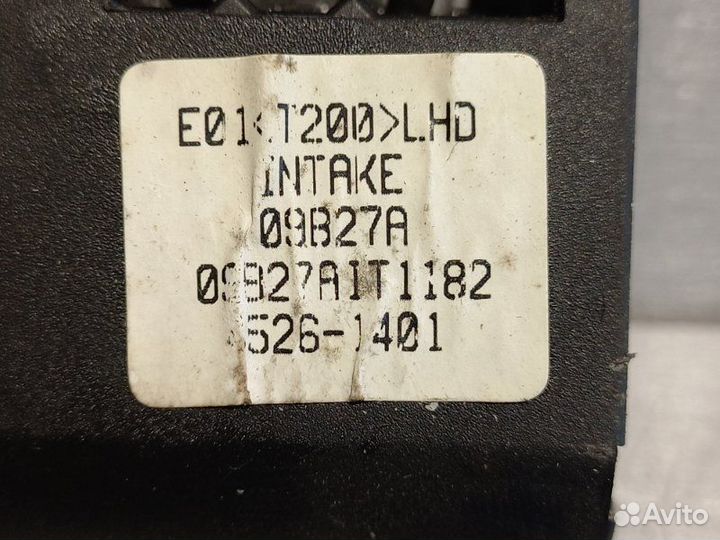 E01<T200>LHD
INTAKE
09B27A
09B27AIT1182
526-1401
Avito